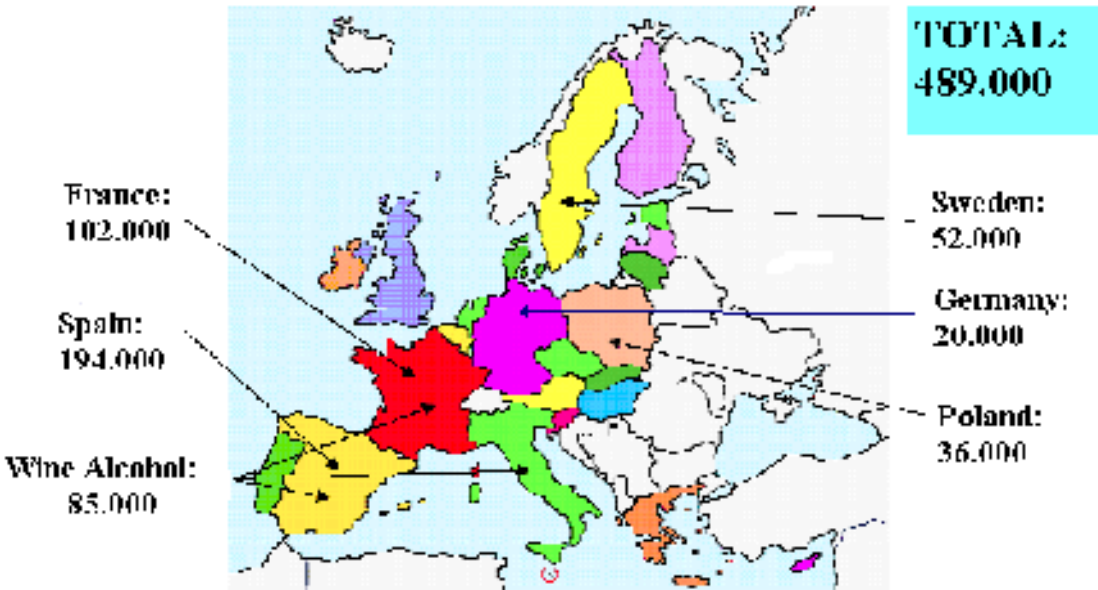 TOTAL:
489.000
France:
102.000
Spain:
194.000
Wine Alcohol:
85.000
Sweden:
52.000
Germany:
20.000
Poland:
36.000